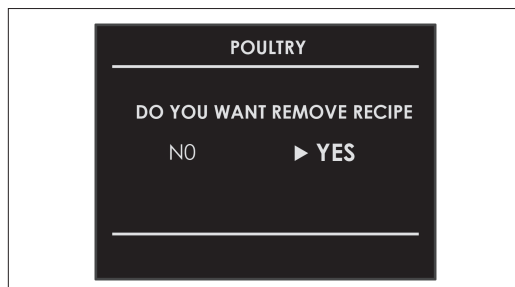 POULTRY
DO YOU WANT REMOVE RECIPE
N0 ▶ YES